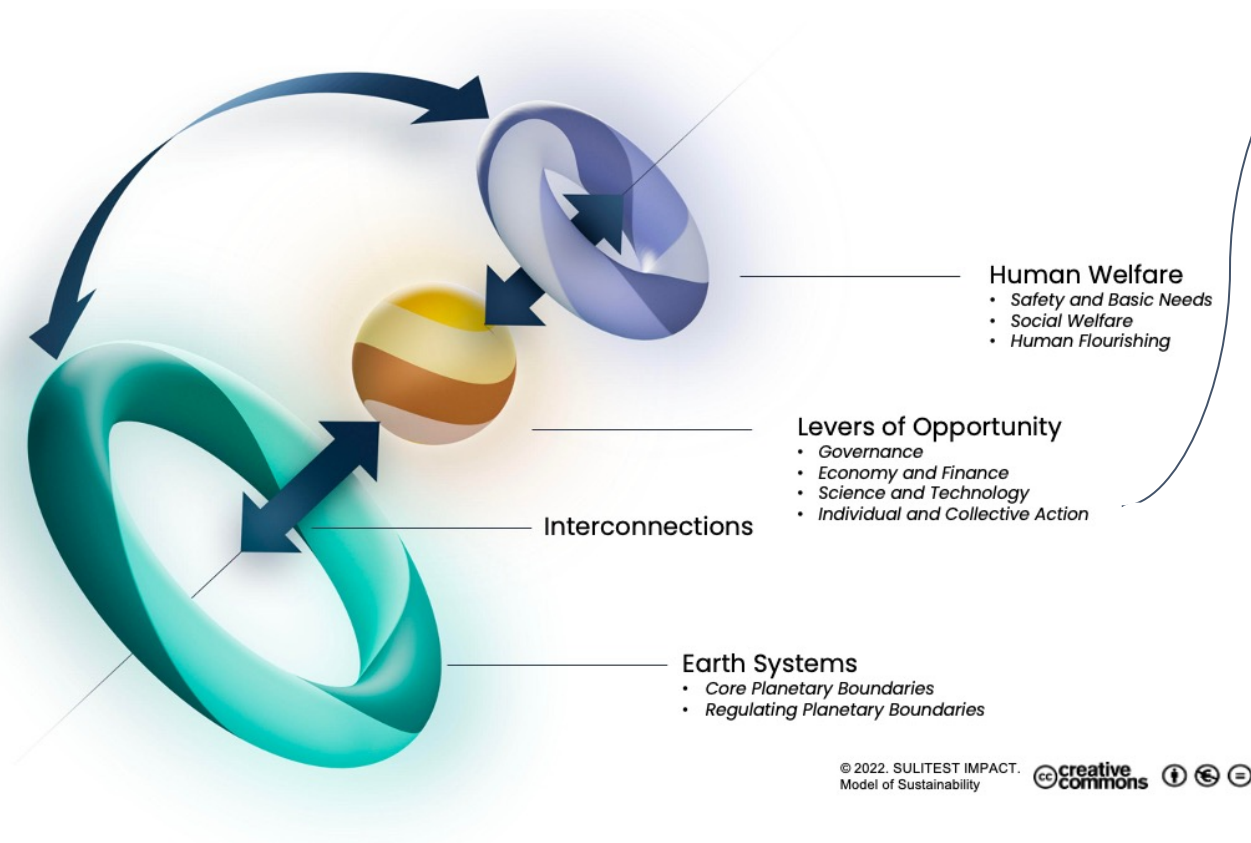 Human Welfare
• Safety and Basic Needs
• Social Welfare
• Human Flourishing
Levers of Opportunity
• Governance
• Economy and Finance
• Science and Technology
• Individual and Collective Action
Interconnections
Earth Systems
• Core Planetary Boundaries
• Regulating Planetary Boundaries
© 2022. SULITEST IMPACT.
Model of Sustainability
cc creative
commons